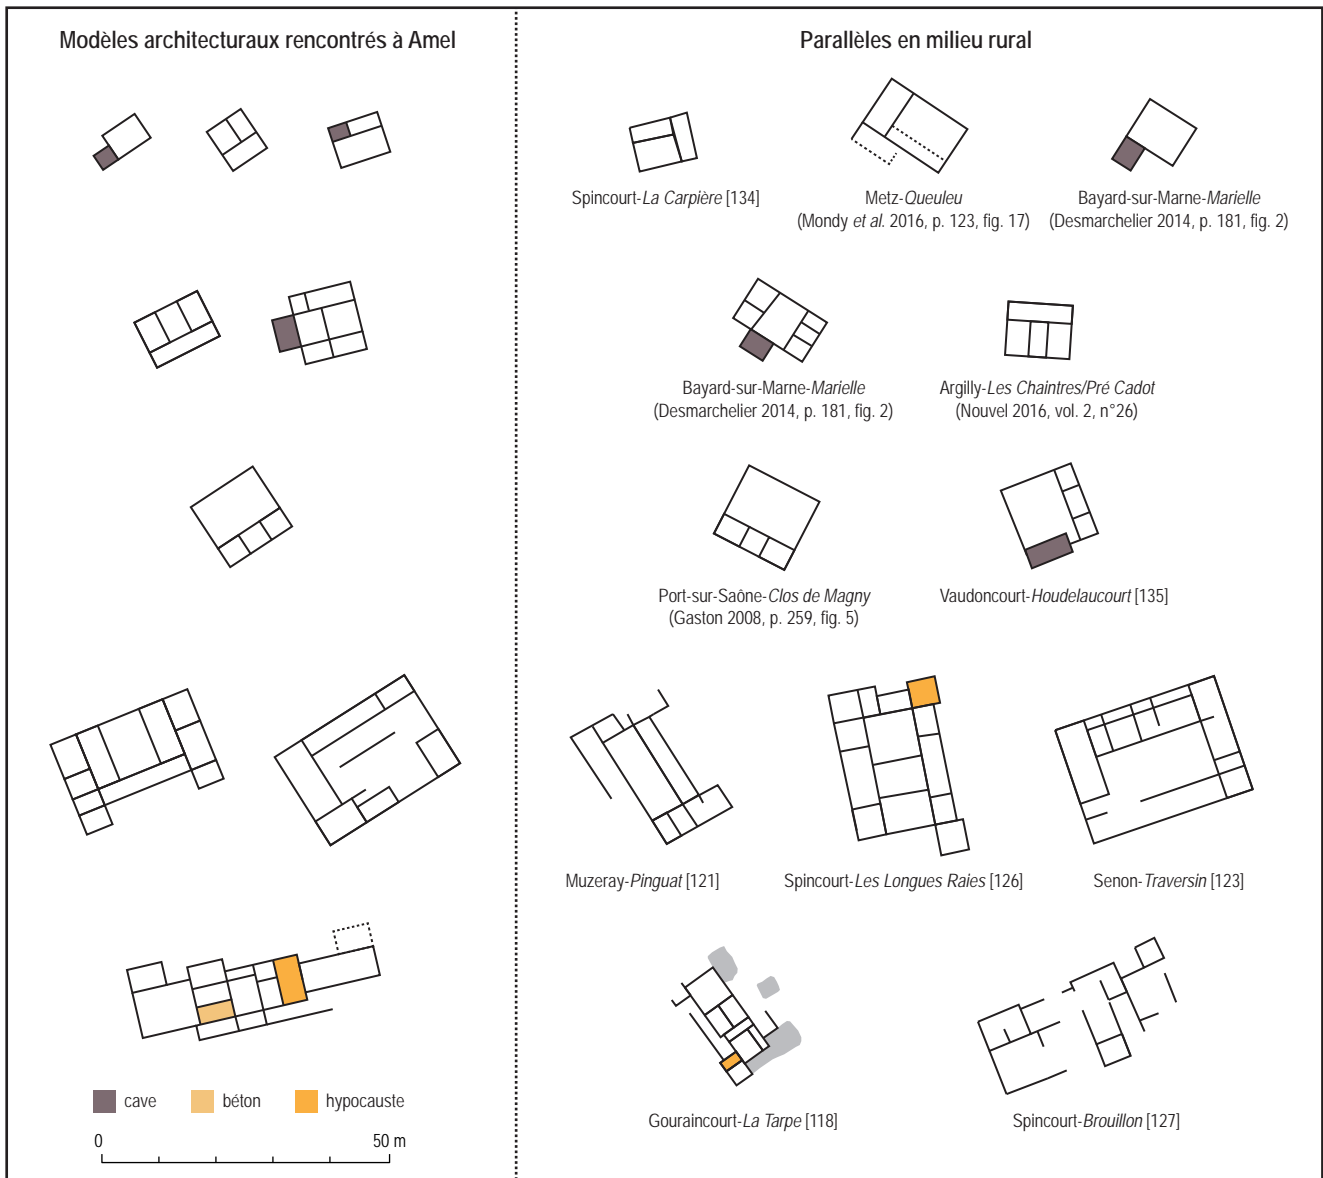 Modèles architecturaux rencontrés à Amel
Parallèles en milieu rural
Spincourt-La Carpière [134]
Metz-Queuleu
(Mondy et al. 2016, p. 123, fig. 17)
Bayard-sur-Marne-Marielle
(Desmarchelier 2014, p. 181, fig. 2)
Bayard-sur-Marne-Marielle
(Desmarchelier 2014, p. 181, fig. 2)
Argilly-Les Chaintres/Pré Cadot
(Nouvel 2016, vol. 2, n°26)
Port-sur-Saône-Clos de Magny
(Gaston 2008, p. 259, fig. 5)
Vaudoncourt-Houdelaucourt [135]
Muzeray-Pinguat [121]
Spincourt-Les Longues Raies [126]
Senon-Traversin [123]
Gouraincourt-La Tarpe [118]
Spincourt-Brouillon [127]
cave
béton
hypocauste
0
50 m